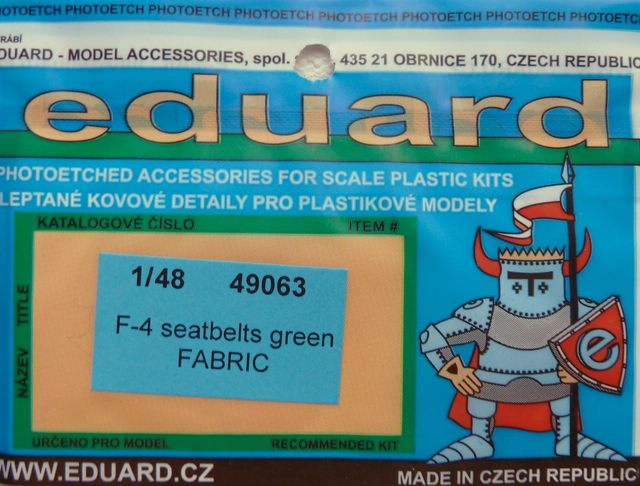 PHOTOETCH PHOTOETCH PHOTOETCH PHOTOETCH PHOTOETCH PHOTOETCH PHOTOETCH PHOTOETCH
DUARD - MODEL ACCESSORIES, spol. 435 21 OBRNICE 170, CZECH REPUBLIC
eduard
PHOTOETCHED ACCESSORIES FOR SCALE PLASTIC KITS
LEPTANÉ KOVOVÉ DETAILY PRO PLASTIKOVÉ MODELY
KATALOGOVÉ ČÍSLO ITEM #
1/48 49063
F-4 seatbelts green
FABRIC
NÁZEV TITLE
e
URČENO PRO MODEL RECOMMENDED KIT
WWW.EDUARD.CZ MADE IN CZECH REPUBLIC